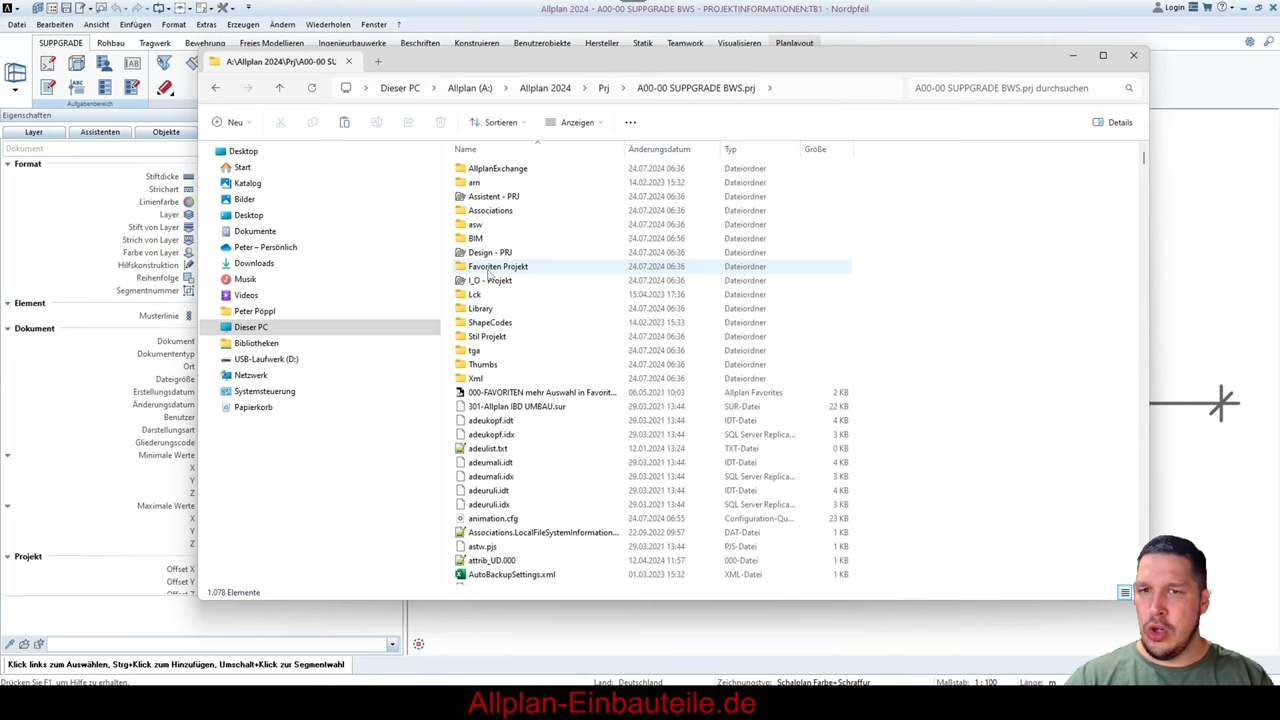 Allplan 2024 - A00-00 SUPPGRADE BWS - PROJEKTINFORMATIONEN:TB1 - Nordpfeil
Login
Datei Bearbeiten Ansicht Einfügen Format Extras Erzeugen Ändern Wiederholen Fenster
SUPPGRADE Rohbau Tragwerk Bewehrung Freies Modellieren Ingenieurbauwerke Beschriften Konstruieren Benutzerobjekte Hersteller Statik Teamwork Visualisieren Planlayout
Aufgabenbereich
Eigenschaften
Layer Assistenten Objekte
Dokument
Format
Stiftdicke
Strichart
Linienfarbe
Layer
Stift von Layer
Strich von Layer
Farbe von Layer
Hilfskonstruktion
Reihenfolge
Segmentnummer
Element
Musterlinie
Dokument
Dokument
Dokumenttyp
Ort
Dateigröße
Erstellungsdatum
Änderungsdatum
Benutzer
Darstellungsart
Gliederungscode
Minimale Werte
X
Y
Z
Maximale Werte
X
Y
Z
Projekt
Offset X
Offset Y
A:\Allplan 2024\Prj\A00-00 SU
Dieser PC Allplan (A:) Allplan 2024 Prj A00-00 SUPPGRADE BWS.prj
A00-00 SUPPGRADE BWS.prj durchsuchen
Neu Sortieren Anzeigen Details
Desktop
Start
Katalog
Bilder
Desktop
Dokumente
Peter – Persönlich
Downloads
Musik
Videos
Peter Pöppl
Dieser PC
Bibliotheken
USB-Laufwerk (D:)
Netzwerk
Systemsteuerung
Papierkorb
Name Änderungsdatum Typ Größe
AllplanExchange 24.07.2024 06:36 Dateiordner
arn 14.02.2023 15:32 Dateiordner
Assistent - PRJ 24.07.2024 06:36 Dateiordner
Associations 24.07.2024 06:36 Dateiordner
asw 24.07.2024 06:36 Dateiordner
BIM 24.07.2024 06:56 Dateiordner
Design - PRJ 24.07.2024 06:36 Dateiordner
Favoriten Projekt 24.07.2024 06:36 Dateiordner
I_O - Projekt 24.07.2024 06:36 Dateiordner
Lck 15.04.2023 17:36 Dateiordner
Library 24.07.2024 06:36 Dateiordner
ShapeCodes 14.02.2023 15:33 Dateiordner
Stil Projekt 24.07.2024 06:36 Dateiordner
tga 24.07.2024 06:36 Dateiordner
Thumbs 24.07.2024 06:36 Dateiordner
Xml 24.07.2024 06:36 Dateiordner
000-FAVORITEN mehr Auswahl in Favorit... 06.05.2021 10:03 Allplan Favorites 2 KB
301-Allplan IBD UMBAU.sur 29.03.2021 13:44 SUR-Datei 22 KB
adeukopf.idt 29.03.2021 13:44 IDT-Datei 4 KB
adeukopf.idx 29.03.2021 13:44 SQL Server Replica... 3 KB
adeulist.txt 12.01.2024 13:24 TXT-Datei 0 KB
adeumali.idt 29.03.2021 13:44 IDT-Datei 4 KB
adeumali.idx 29.03.2021 13:44 SQL Server Replica... 3 KB
adeuruli.idt 29.03.2021 13:44 IDT-Datei 4 KB
adeuruli.idx 29.03.2021 13:44 SQL Server Replica... 3 KB
animation.cfg 24.07.2024 06:55 Configuration-Qu... 23 KB
Associations.LocalFileSystemInformation... 22.09.2022 09:57 DAT-Datei 1 KB
astw.pjs 29.03.2021 13:44 PJS-Datei 1 KB
attrib_UD.000 12.04.2024 11:57 000-Datei 1 KB
AutoBackupSettings.xml 01.03.2023 15:32 XML-Datei 1 KB
1.078 Elemente
Klick links zum Auswählen, Strg+Klick zum Hinzufügen, Umschalt+Klick zur Segmentwahl
Drücken Sie F1, um Hilfe zu erhalten. Land: Deutschland Zeichnungstyp: Schalplan Farbe+Schraffur Maßstab: 1 : 100 Länge: m
Allplan-Einbauteile.de